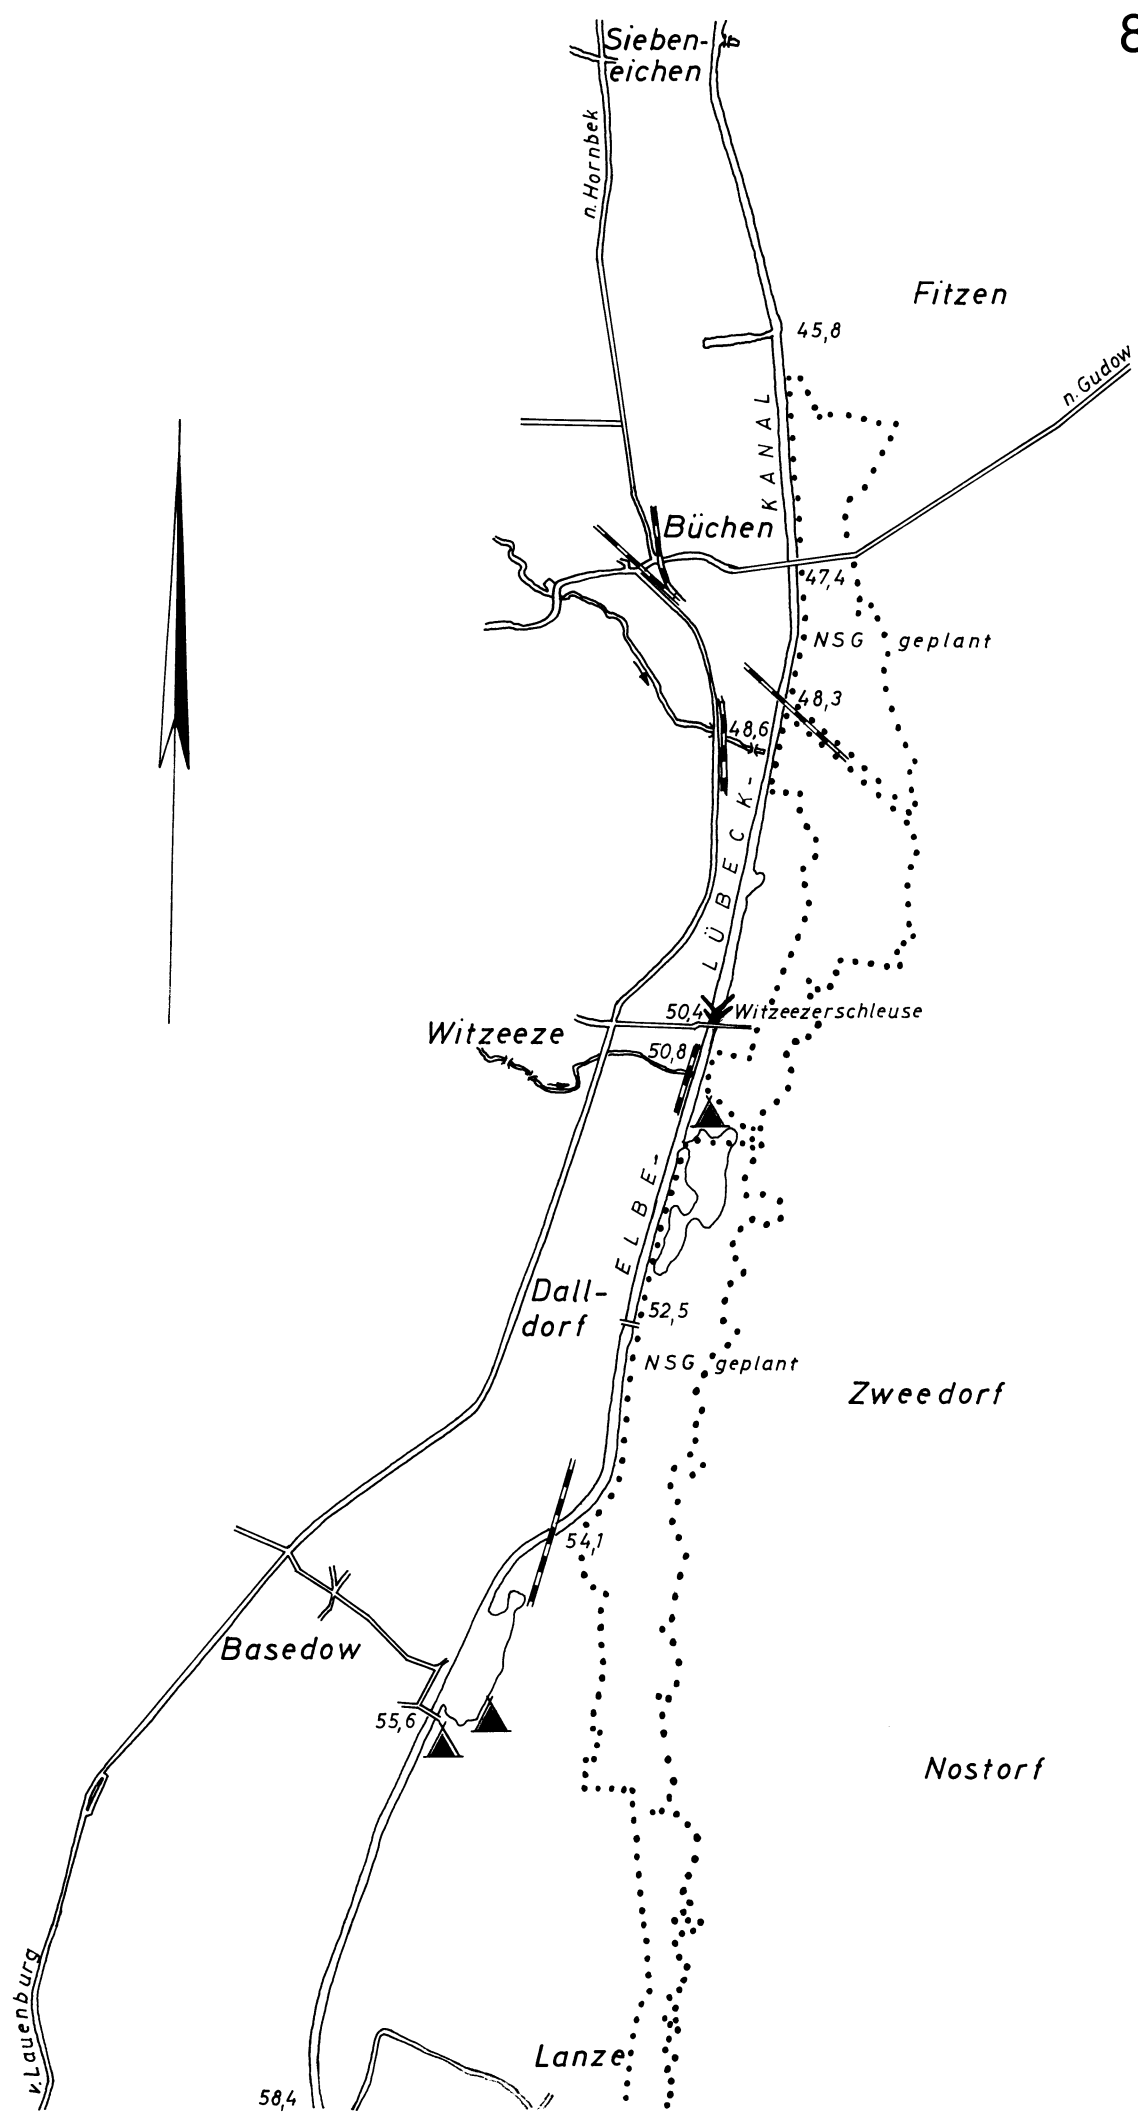 8
Sieben-
eichen
n. Hornbek
Fitzen
45,8
n. Gudow
KANAL
Büchen
47,4
NSG geplant
48,3
48,6
LÜBECK-
50,4
Witzeezerschleuse
Witzeeze
50,8
ELBE-
Dall-
dorf
52,5
NSG geplant
Zweedorf
54,1
Basedow
55,6
Nostorf
v. Lauenburg
Lanze
58,4